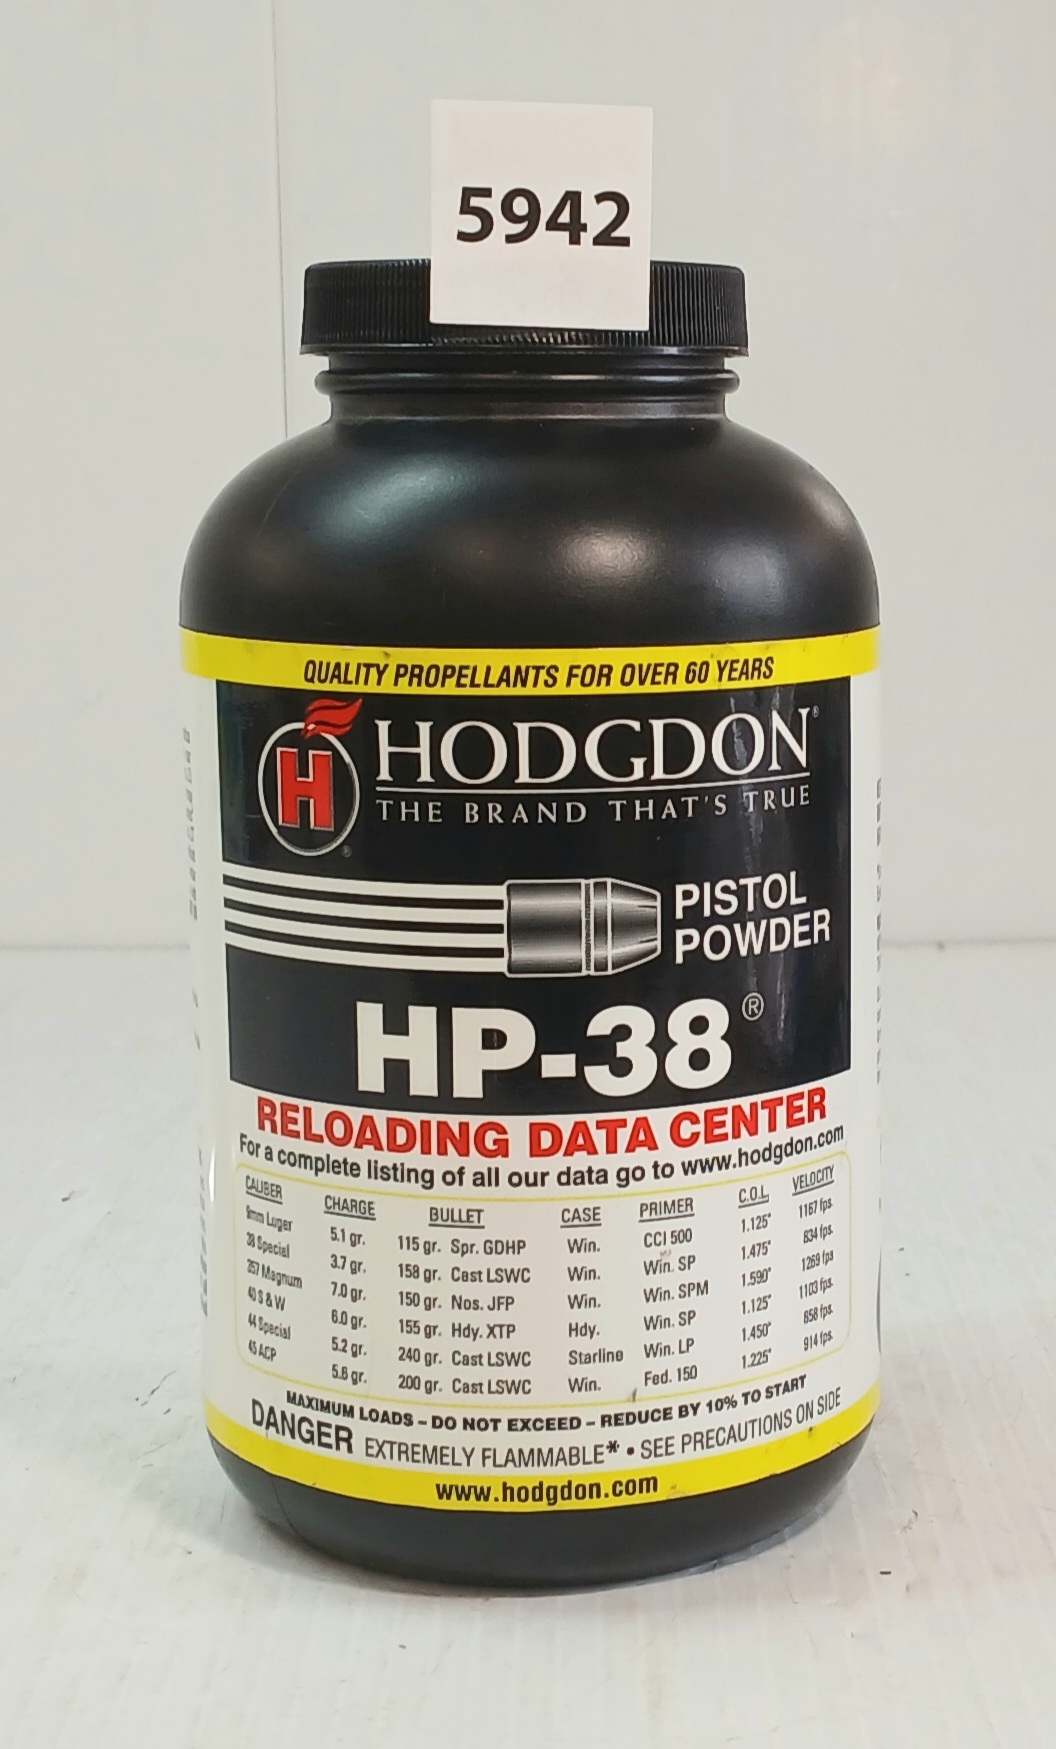 5942
QUALITY PROPELLANTS FOR OVER 60 YEARS
H HODGDON®
THE BRAND THAT'S TRUE
®
PISTOL
POWDER
HP-38®
RELOADING DATA CENTER
For a complete listing of all our data go to www.hodgdon.com
CALIBER CHARGE BULLET CASE PRIMER C.O.L. VELOCITY
9mm Luger 5.1 gr. 115 gr. Spr. GDHP Win. CCI 500 1.125" 1167 fps.
38 Special 3.7 gr. 158 gr. Cast LSWC Win. Win. SP 1.475" 834 fps.
357 Magnum 7.0 gr. 150 gr. Nos. JFP Win. Win. SPM 1.590" 1269 fps
40 S & W 6.0 gr. 155 gr. Hdy. XTP Hdy. Win. SP 1.125" 1103 fps.
44 Special 5.2 gr. 240 gr. Cast LSWC Starline Win. LP 1.450" 858 fps.
45 ACP 5.8 gr. 200 gr. Cast LSWC Win. Fed. 150 1.225" 914 fps.
MAXIMUM LOADS – DO NOT EXCEED – REDUCE BY 10% TO START
DANGER EXTREMELY FLAMMABLE* • SEE PRECAUTIONS ON SIDE
www.hodgdon.com